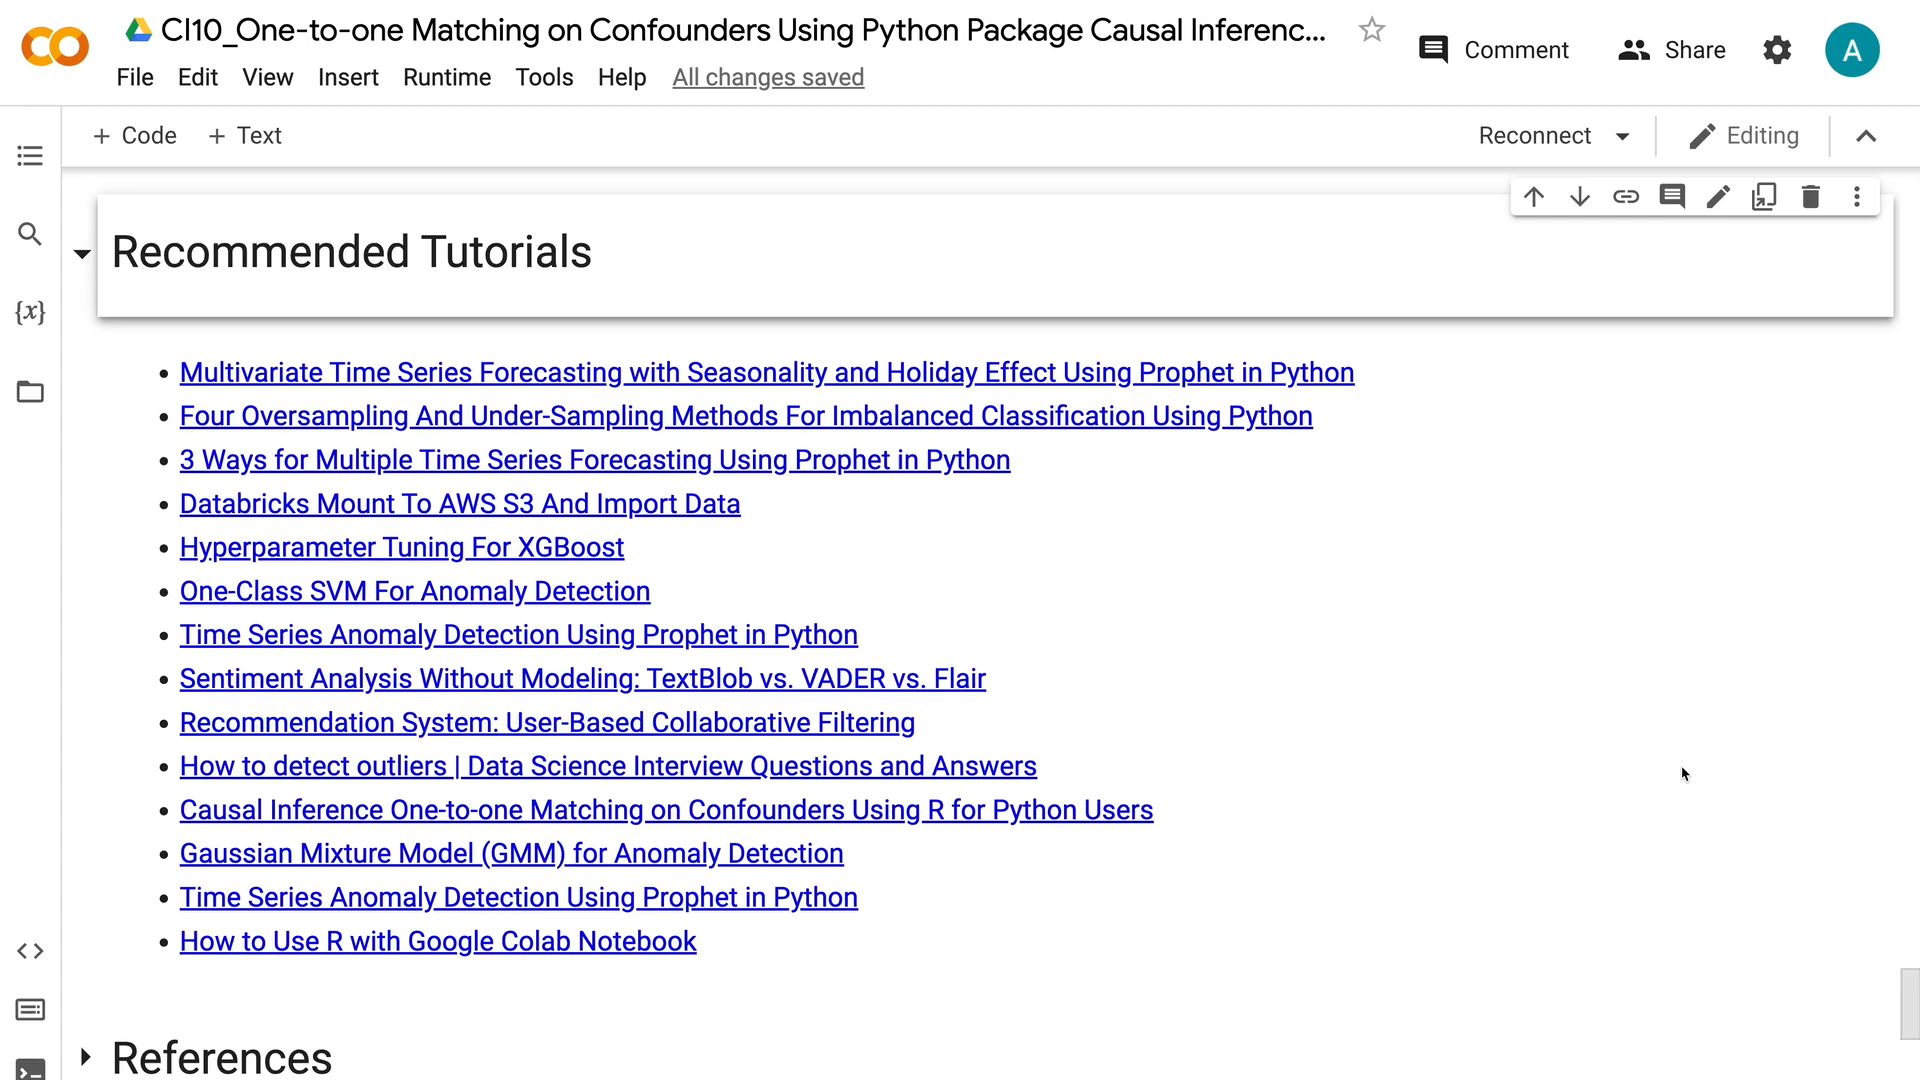 CI10_One-to-one Matching on Confounders Using Python Package Causal Inferenc...
Comment
Share
A
File Edit View Insert Runtime Tools Help All changes saved
+ Code + Text
Reconnect
Editing
{x}
Recommended Tutorials
Multivariate Time Series Forecasting with Seasonality and Holiday Effect Using Prophet in Python
Four Oversampling And Under-Sampling Methods For Imbalanced Classification Using Python
3 Ways for Multiple Time Series Forecasting Using Prophet in Python
Databricks Mount To AWS S3 And Import Data
Hyperparameter Tuning For XGBoost
One-Class SVM For Anomaly Detection
Time Series Anomaly Detection Using Prophet in Python
Sentiment Analysis Without Modeling: TextBlob vs. VADER vs. Flair
Recommendation System: User-Based Collaborative Filtering
How to detect outliers | Data Science Interview Questions and Answers
Causal Inference One-to-one Matching on Confounders Using R for Python Users
Gaussian Mixture Model (GMM) for Anomaly Detection
Time Series Anomaly Detection Using Prophet in Python
How to Use R with Google Colab Notebook
References